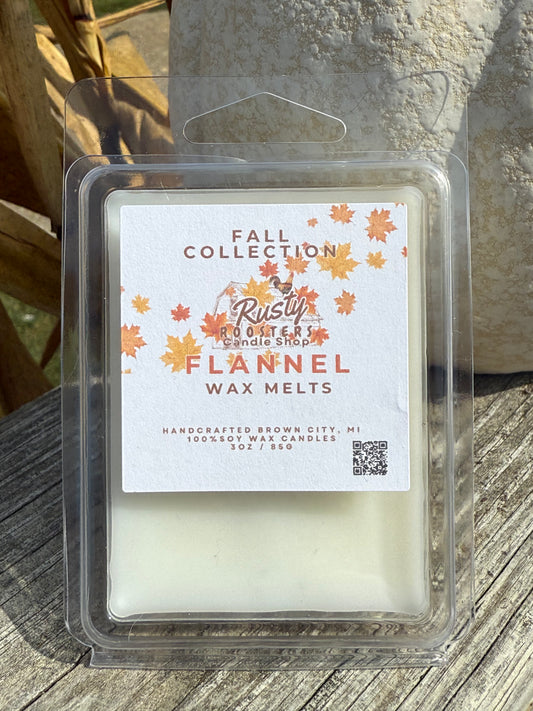 FALL
COLLECTION
Rusty
ROOSTERS
Candle Shop
FLANNEL
WAX MELTS
HANDCRAFTED BROWN CITY, MI
100%SOY WAX CANDLES
3OZ / 85G